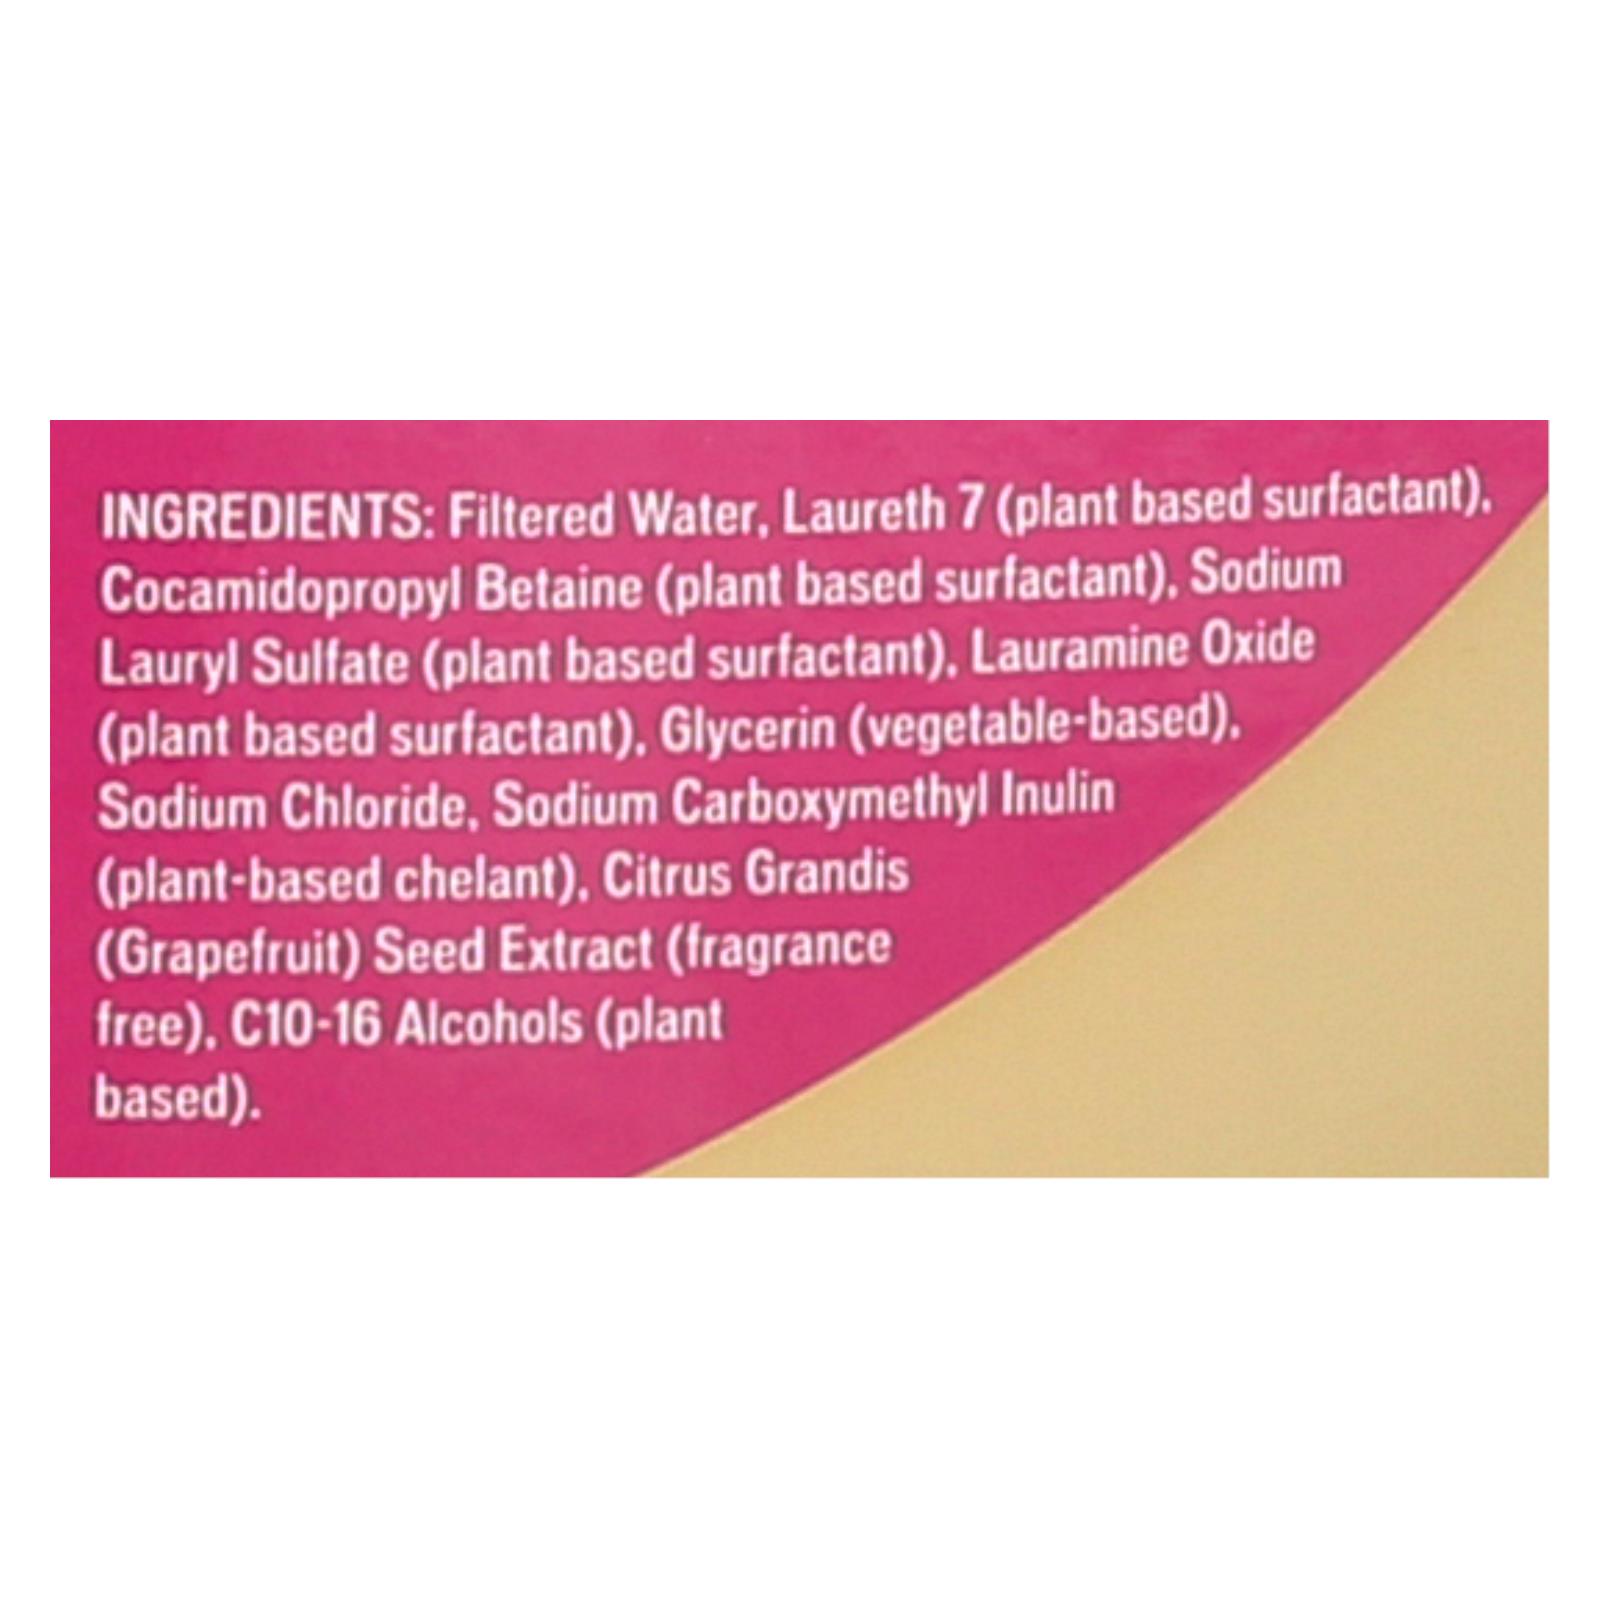 INGREDIENTS: Filtered Water, Laureth 7 (plant based surfactant),
Cocamidopropyl Betaine (plant based surfactant), Sodium
Lauryl Sulfate (plant based surfactant), Lauramine Oxide
(plant based surfactant), Glycerin (vegetable-based),
Sodium Chloride, Sodium Carboxymethyl Inulin
(plant-based chelant), Citrus Grandis
(Grapefruit) Seed Extract (fragrance
free), C10-16 Alcohols (plant
based).